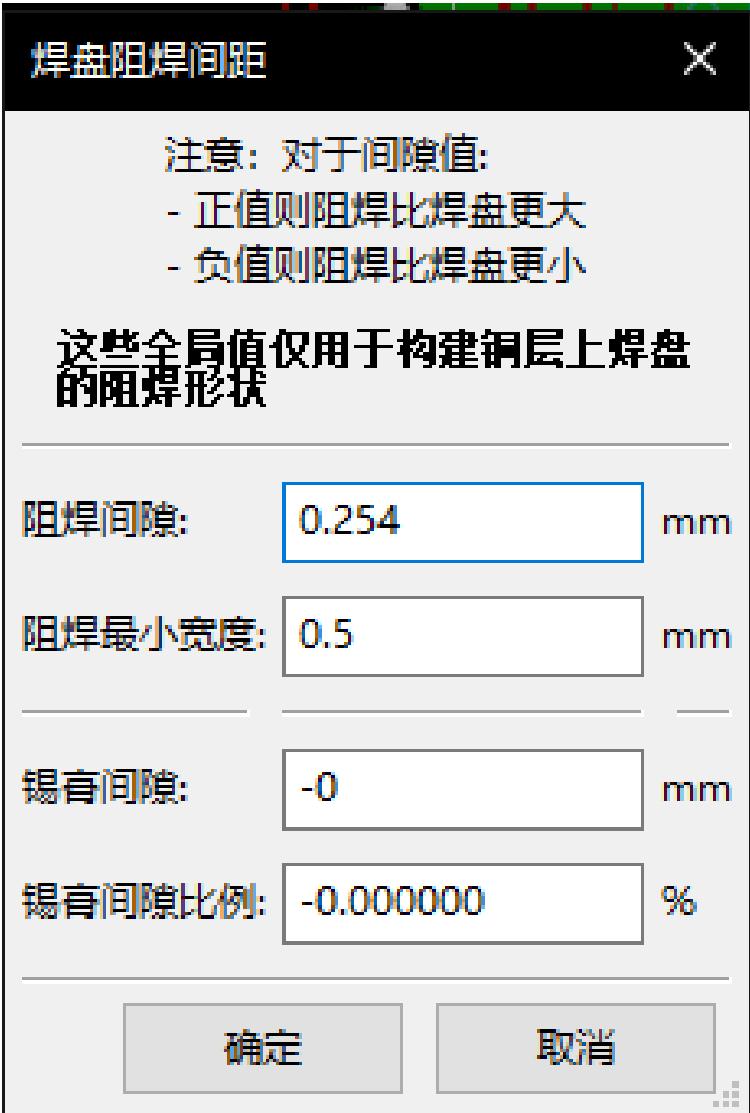 焊盘阻焊间距
注意：对于间隙值:
- 正值则阻焊比焊盘更大
- 负值则阻焊比焊盘更小
这些全局值仅用于构建铜层上焊盘
的阻焊形状
阻焊间隙: 0.254 mm
阻焊最小宽度: 0.5 mm
锡膏间隙: -0 mm
锡膏间隙比例: -0.000000 %
确定 取消